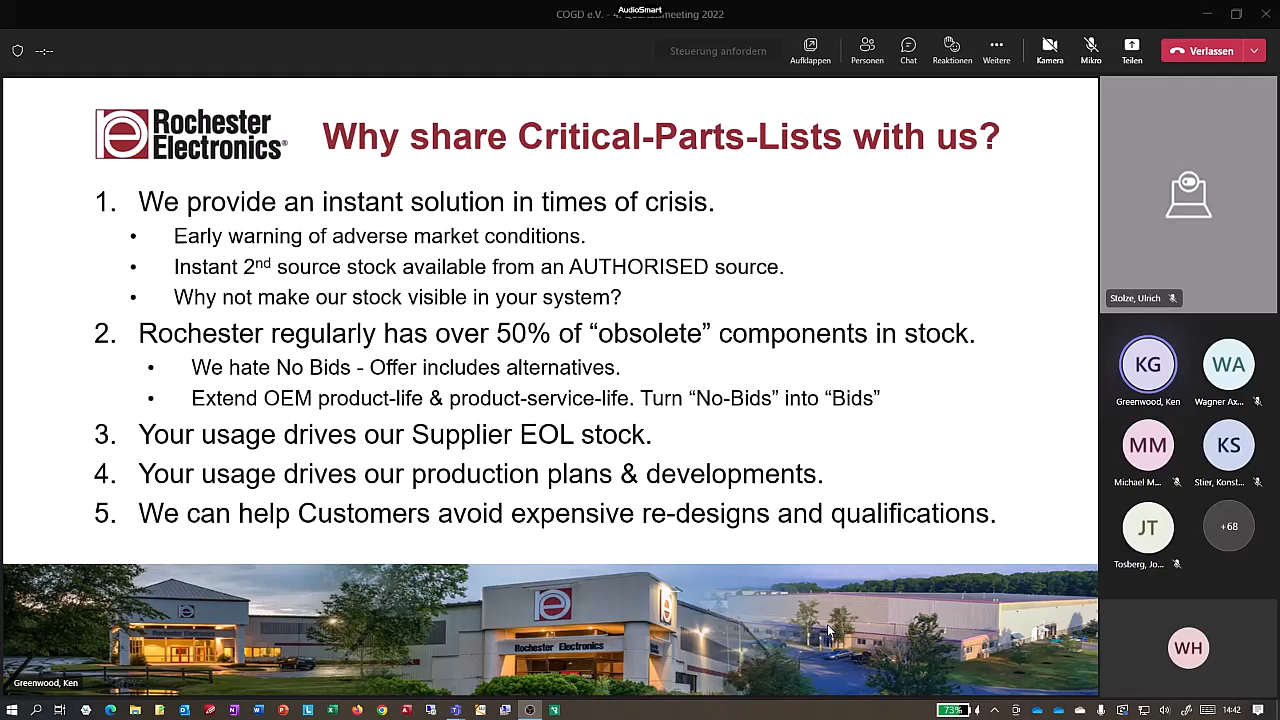 AudioSmart
COGD e.V. - 4. Quartalsmeeting 2022
--:--
Steuerung anfordern
Aufklappen
Personen
Chat
Reaktionen
Weitere
Kamera
Mikro
Teilen
Verlassen
Rochester
Electronics®
Why share Critical-Parts-Lists with us?
1. We provide an instant solution in times of crisis.
• Early warning of adverse market conditions.
• Instant 2nd source stock available from an AUTHORISED source.
• Why not make our stock visible in your system?
2. Rochester regularly has over 50% of “obsolete” components in stock.
• We hate No Bids - Offer includes alternatives.
• Extend OEM product-life & product-service-life. Turn “No-Bids” into “Bids”
3. Your usage drives our Supplier EOL stock.
4. Your usage drives our production plans & developments.
5. We can help Customers avoid expensive re-designs and qualifications.
Rochester Electronics
Rochester Electronics
Greenwood, Ken
Stolze, Ulrich
KG
WA
Greenwood, Ken
Wagner Ax...
MM
KS
Michael M...
Stier, Konst...
JT
+68
Tosberg, Jo...
WH
73%
14:42